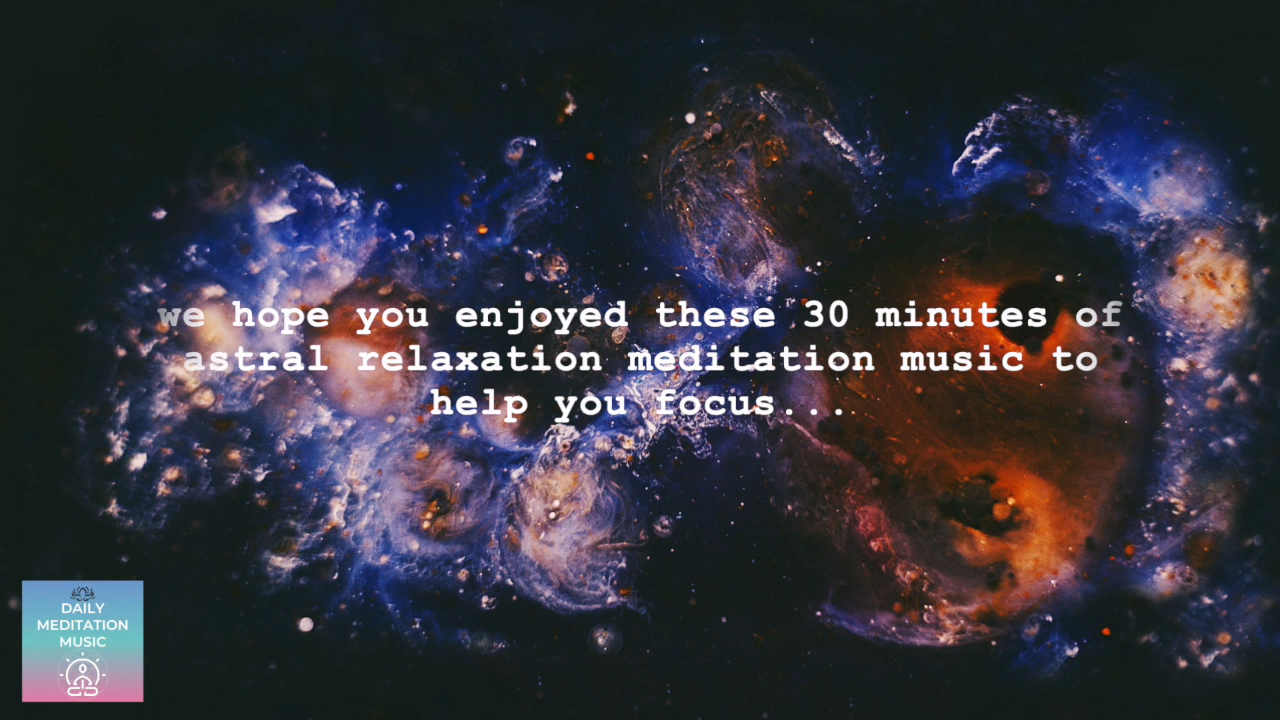 we hope you enjoyed these 30 minutes of
astral relaxation meditation music to
help you focus...
DAILY
MEDITATION
MUSIC